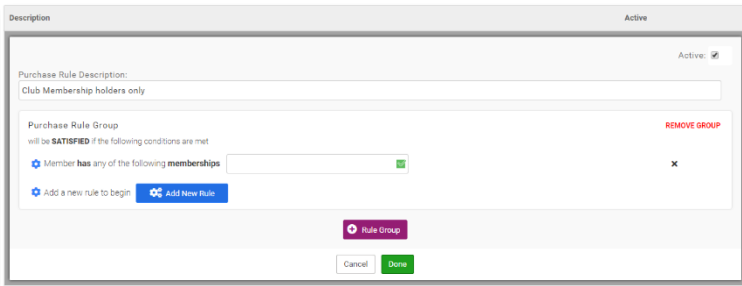 Description Active
Active:
Purchase Rule Description:
Club Membership holders only
Purchase Rule Group REMOVE GROUP
will be SATISFIED if the following conditions are met
Member has any of the following memberships
Add a new rule to begin Add New Rule
Rule Group
Cancel Done